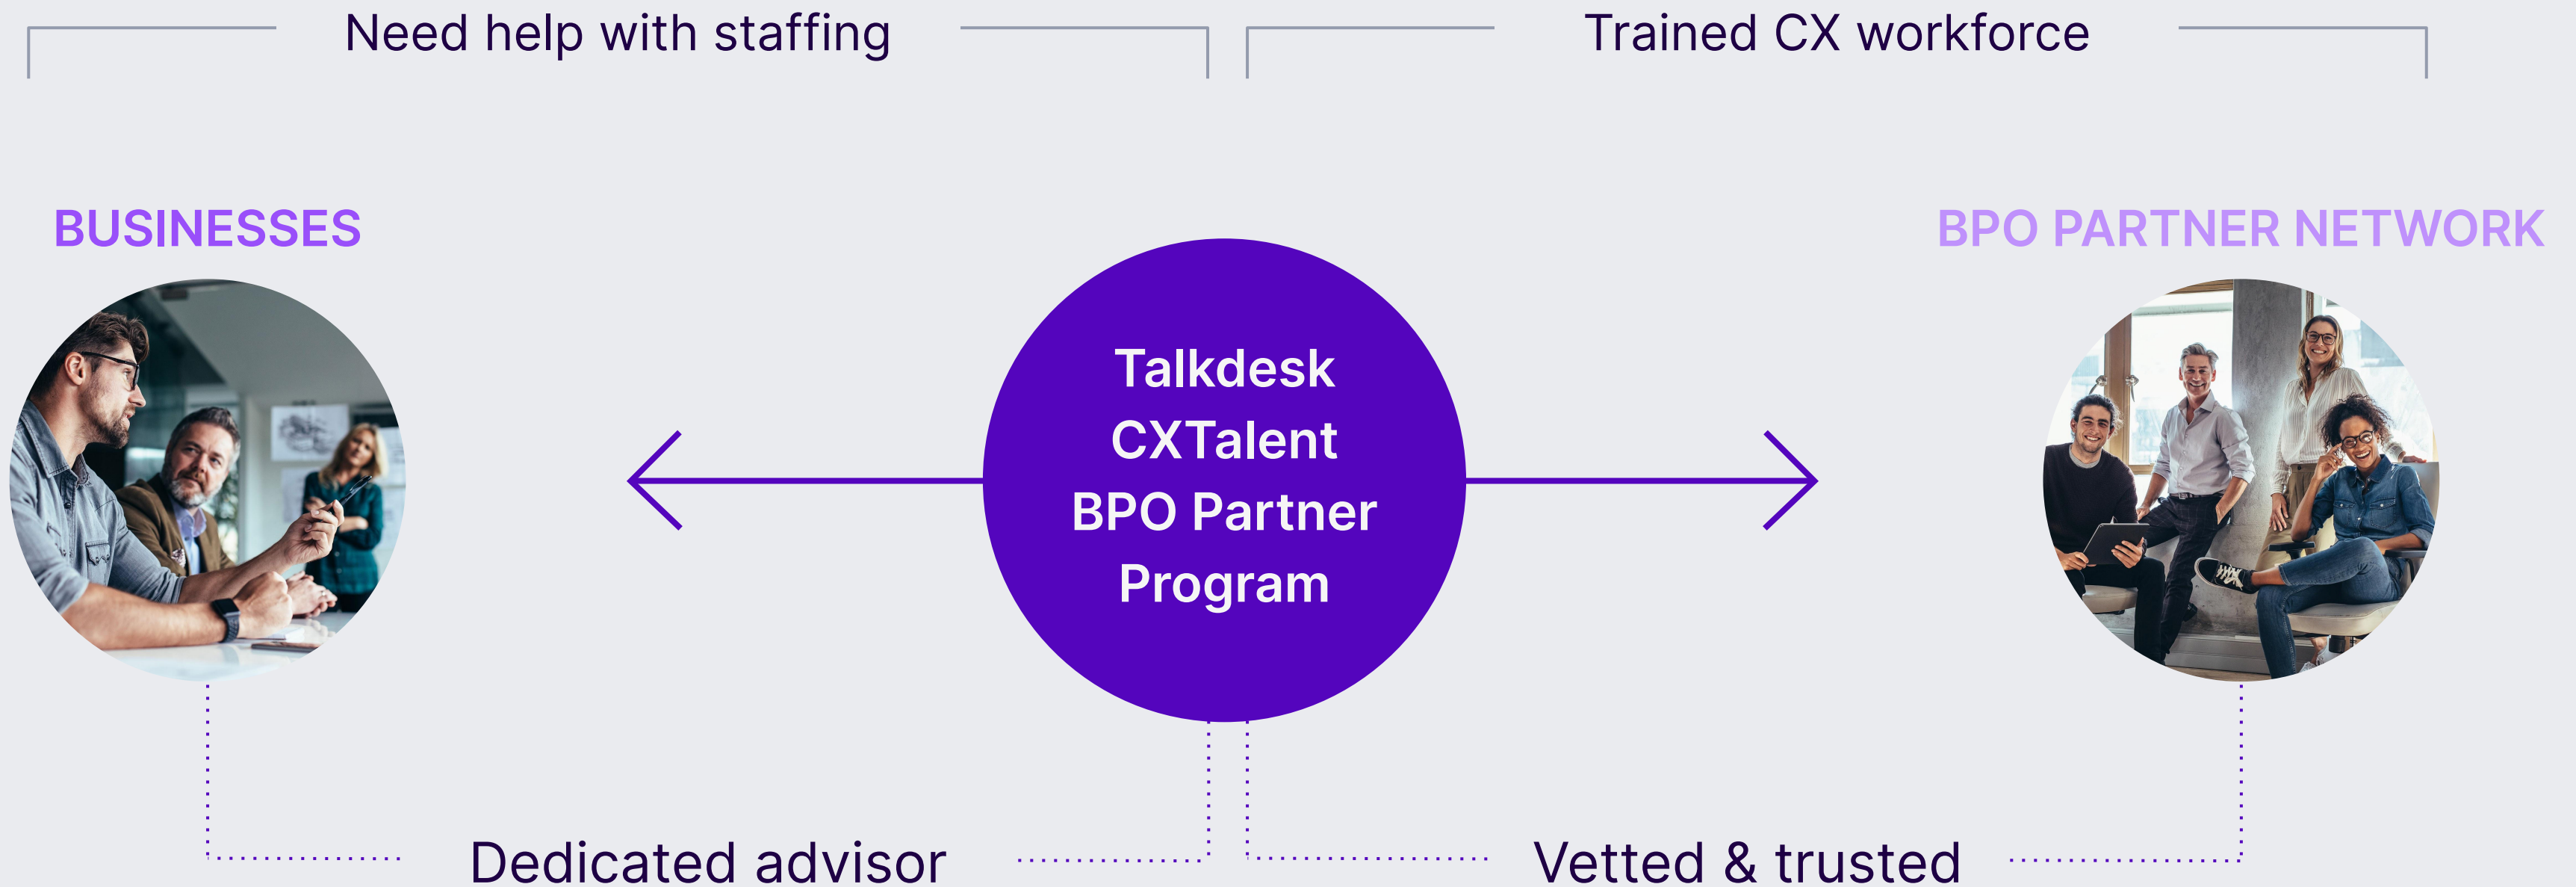 Need help with staffing
Trained CX workforce
BUSINESSES
BPO PARTNER NETWORK
Talkdesk
CXTalent
BPO Partner
Program
Dedicated advisor
Vetted & trusted